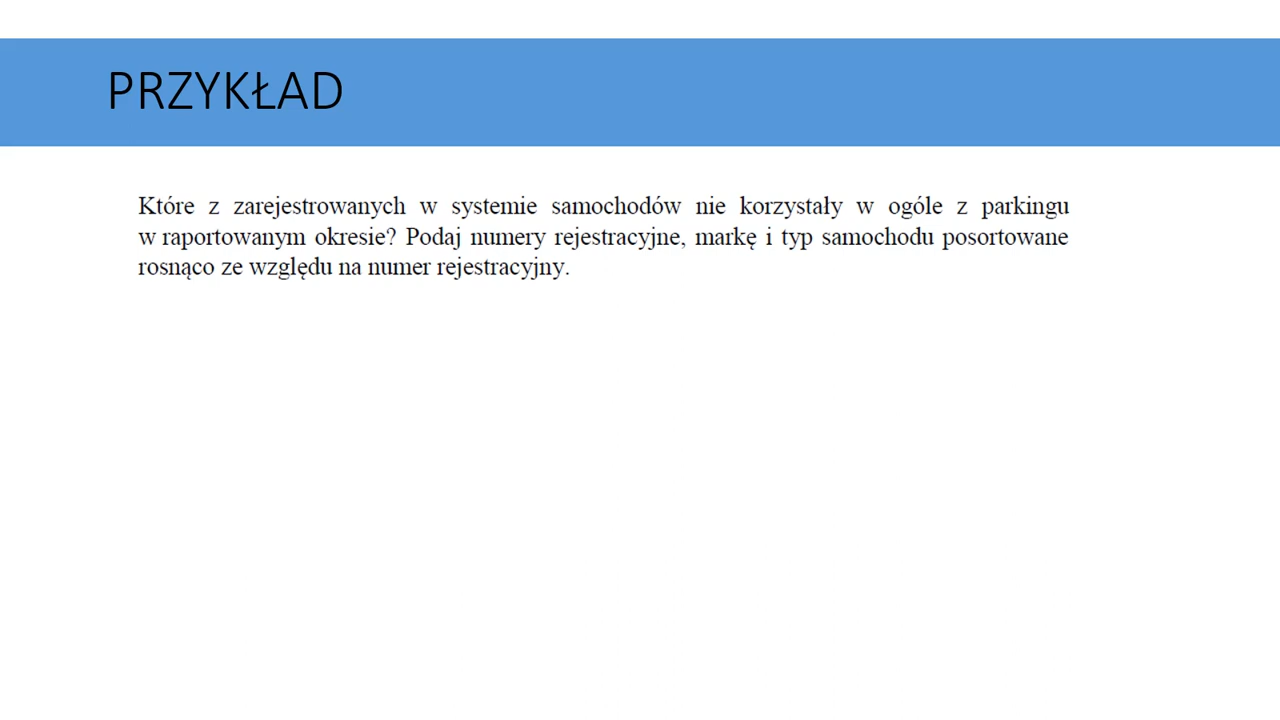 PRZYKŁAD
Które z zarejestrowanych w systemie samochodów nie korzystały w ogóle z parkingu
w raportowanym okresie? Podaj numery rejestracyjne, markę i typ samochodu posortowane
rosnąco ze względu na numer rejestracyjny.